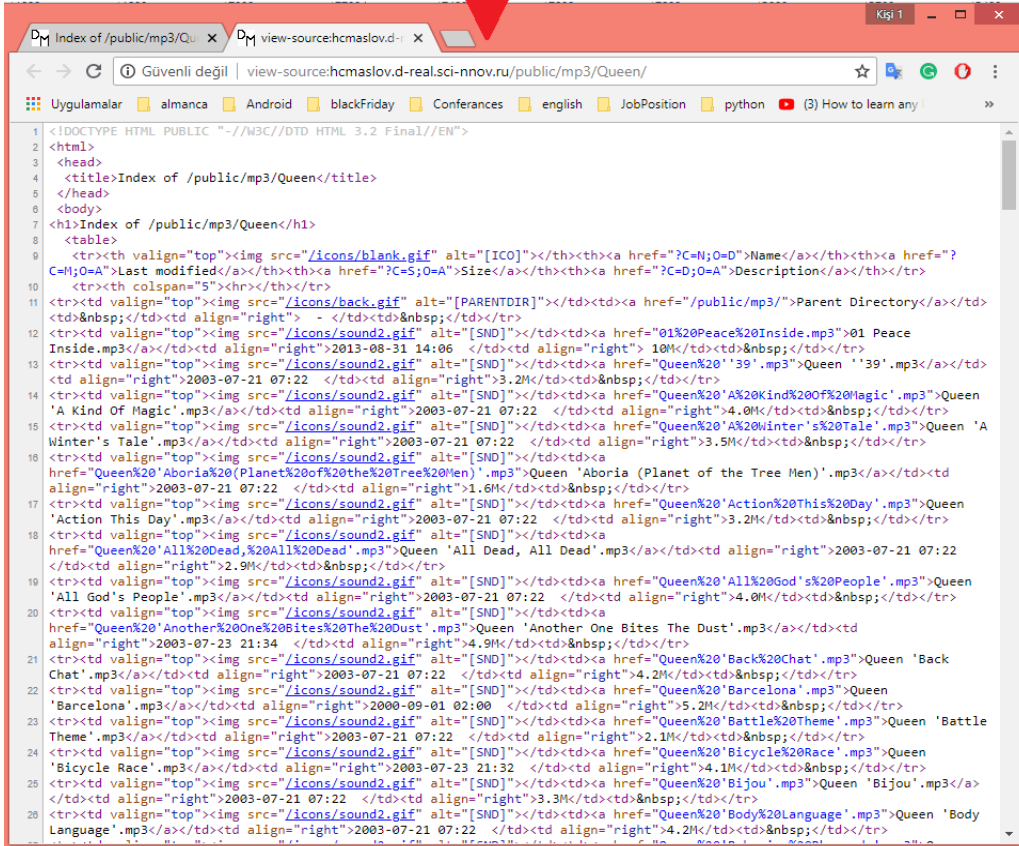 Kişi 1
Index of /public/mp3/Qu
view-source:hcmaslov.d-r
Güvenli değil | view-source:hcmaslov.d-real.sci-nnov.ru/public/mp3/Queen/
Uygulamalar almanca Android blackFriday Conferances english JobPosition python (3) How to learn any »
1 <!DOCTYPE HTML PUBLIC "-//W3C//DTD HTML 3.2 Final//EN">
2 <html>
3 <head>
4 <title>Index of /public/mp3/Queen</title>
5 </head>
6 <body>
7 <h1>Index of /public/mp3/Queen</h1>
8 <table>
9 <tr><th valign="top"><img src="/icons/blank.gif" alt="[ICO]"></th><th><a href="?C=N;O=D">Name</a></th><th><a href="?
C=M;O=A">Last modified</a></th><th><a href="?C=S;O=A">Size</a></th><th><a href="?C=D;O=A">Description</a></th></tr>
10 <tr><th colspan="5"><hr></th></tr>
11 <tr><td valign="top"><img src="/icons/back.gif" alt="[PARENTDIR]"></td><td><a href="/public/mp3/">Parent Directory</a></td>
<td>&nbsp;</td><td align="right">  - </td><td>&nbsp;</td></tr>
12 <tr><td valign="top"><img src="/icons/sound2.gif" alt="[SND]"></td><td><a href="01%20Peace%20Inside.mp3">01 Peace
Inside.mp3</a></td><td align="right">2013-08-31 14:06  </td><td align="right"> 10M</td><td>&nbsp;</td></tr>
13 <tr><td valign="top"><img src="/icons/sound2.gif" alt="[SND]"></td><td><a href="Queen%20''39'.mp3">Queen ''39'.mp3</a></td>
<td align="right">2003-07-21 07:22  </td><td align="right">3.2M</td><td>&nbsp;</td></tr>
14 <tr><td valign="top"><img src="/icons/sound2.gif" alt="[SND]"></td><td><a href="Queen%20'A%20Kind%20Of%20Magic'.mp3">Queen
'A Kind Of Magic'.mp3</a></td><td align="right">2003-07-21 07:22  </td><td align="right">4.0M</td><td>&nbsp;</td></tr>
15 <tr><td valign="top"><img src="/icons/sound2.gif" alt="[SND]"></td><td><a href="Queen%20'A%20Winter's%20Tale'.mp3">Queen 'A
Winter's Tale'.mp3</a></td><td align="right">2003-07-21 07:22  </td><td align="right">3.5M</td><td>&nbsp;</td></tr>
16 <tr><td valign="top"><img src="/icons/sound2.gif" alt="[SND]"></td><td><a
href="Queen%20'Aboria%20(Planet%20of%20the%20Tree%20Men)'.mp3">Queen 'Aboria (Planet of the Tree Men)'.mp3</a></td><td
align="right">2003-07-21 07:22  </td><td align="right">1.6M</td><td>&nbsp;</td></tr>
17 <tr><td valign="top"><img src="/icons/sound2.gif" alt="[SND]"></td><td><a href="Queen%20'Action%20This%20Day'.mp3">Queen
'Action This Day'.mp3</a></td><td align="right">2003-07-21 07:22  </td><td align="right">3.2M</td><td>&nbsp;</td></tr>
18 <tr><td valign="top"><img src="/icons/sound2.gif" alt="[SND]"></td><td><a
href="Queen%20'All%20Dead,%20All%20Dead'.mp3">Queen 'All Dead, All Dead'.mp3</a></td><td align="right">2003-07-21 07:22
</td><td align="right">2.9M</td><td>&nbsp;</td></tr>
19 <tr><td valign="top"><img src="/icons/sound2.gif" alt="[SND]"></td><td><a href="Queen%20'All%20God's%20People'.mp3">Queen
'All God's People'.mp3</a></td><td align="right">2003-07-21 07:22  </td><td align="right">4.0M</td><td>&nbsp;</td></tr>
20 <tr><td valign="top"><img src="/icons/sound2.gif" alt="[SND]"></td><td><a
href="Queen%20'Another%20One%20Bites%20The%20Dust'.mp3">Queen 'Another One Bites The Dust'.mp3</a></td><td
align="right">2003-07-23 21:34  </td><td align="right">4.9M</td><td>&nbsp;</td></tr>
21 <tr><td valign="top"><img src="/icons/sound2.gif" alt="[SND]"></td><td><a href="Queen%20'Back%20Chat'.mp3">Queen 'Back
Chat'.mp3</a></td><td align="right">2003-07-21 07:22  </td><td align="right">4.2M</td><td>&nbsp;</td></tr>
22 <tr><td valign="top"><img src="/icons/sound2.gif" alt="[SND]"></td><td><a href="Queen%20'Barcelona'.mp3">Queen
'Barcelona'.mp3</a></td><td align="right">2000-09-01 02:00  </td><td align="right">5.2M</td><td>&nbsp;</td></tr>
23 <tr><td valign="top"><img src="/icons/sound2.gif" alt="[SND]"></td><td><a href="Queen%20'Battle%20Theme'.mp3">Queen 'Battle
Theme'.mp3</a></td><td align="right">2003-07-21 07:22  </td><td align="right">2.1M</td><td>&nbsp;</td></tr>
24 <tr><td valign="top"><img src="/icons/sound2.gif" alt="[SND]"></td><td><a href="Queen%20'Bicycle%20Race'.mp3">Queen
'Bicycle Race'.mp3</a></td><td align="right">2003-07-23 21:32  </td><td align="right">4.1M</td><td>&nbsp;</td></tr>
25 <tr><td valign="top"><img src="/icons/sound2.gif" alt="[SND]"></td><td><a href="Queen%20'Bijou'.mp3">Queen 'Bijou'.mp3</a>
</td><td align="right">2003-07-21 07:22  </td><td align="right">3.3M</td><td>&nbsp;</td></tr>
26 <tr><td valign="top"><img src="/icons/sound2.gif" alt="[SND]"></td><td><a href="Queen%20'Body%20Language'.mp3">Queen 'Body
Language'.mp3</a></td><td align="right">2003-07-21 07:22  </td><td align="right">4.2M</td><td>&nbsp;</td></tr>